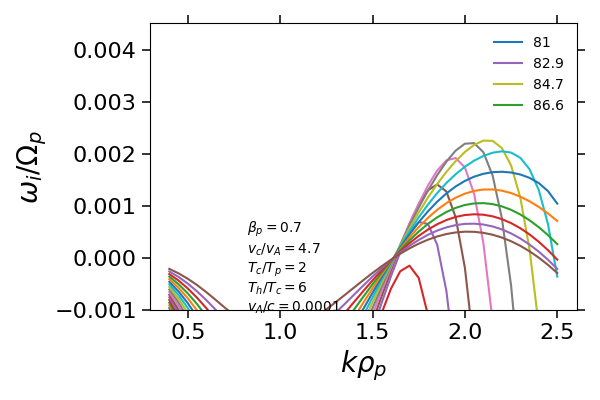 0.004
0.003
0.002
0.001
0.000
−0.001
ω_i/Ω_p
81
82.9
84.7
86.6
β_p = 0.7
v_c/v_A = 4.7
T_c/T_p = 2
T_h/T_c = 6
v_A/c = 0.0001
0.5 1.0 1.5 2.0 2.5
kρ_p